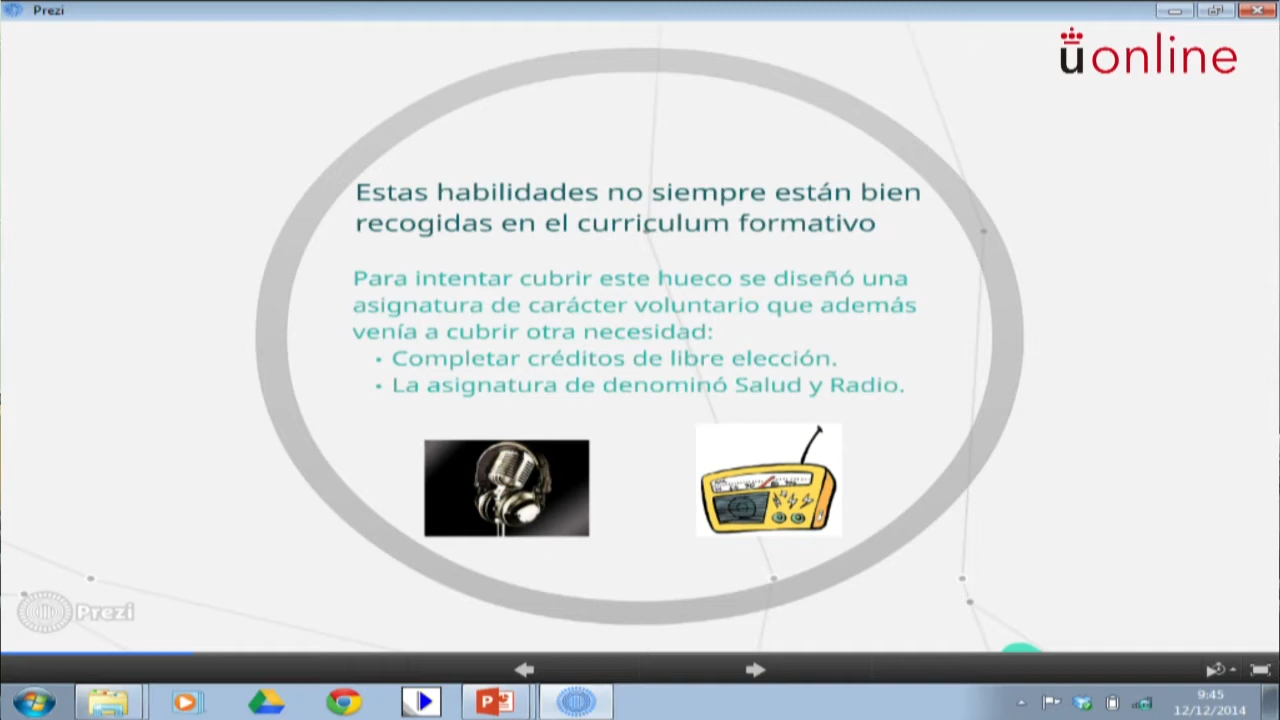 Prezi
uonline
Estas habilidades no siempre están bien
recogidas en el curriculum formativo
Para intentar cubrir este hueco se diseñó una
asignatura de carácter voluntario que además
venía a cubrir otra necesidad:
• Completar créditos de libre elección.
• La asignatura de denominó Salud y Radio.
Prezi
9:45
12/12/2014